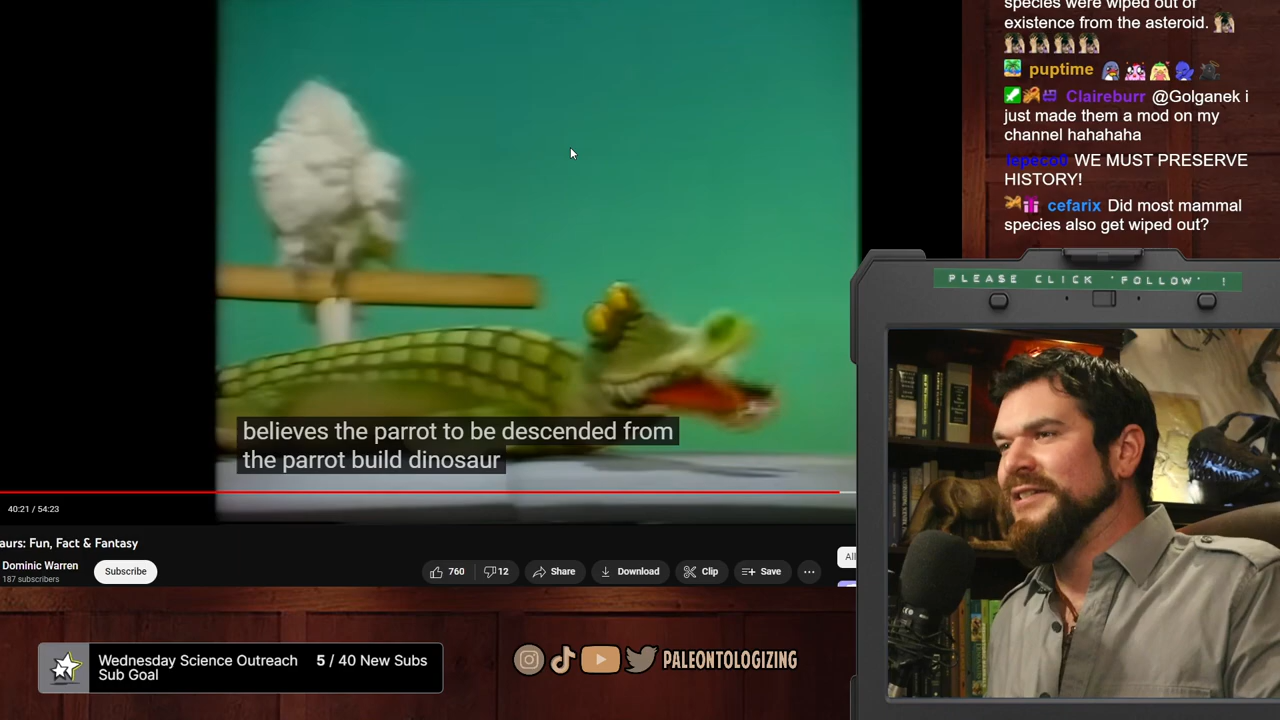 species were wiped out of
existence from the asteroid.
puptime
Claireburr @Golganek i
just made them a mod on my
channel hahahaha
lepeco0 WE MUST PRESERVE
HISTORY!
cefarix Did most mammal
species also get wiped out?
PLEASE CLICK 'FOLLOW' !
believes the parrot to be descended from
the parrot build dinosaur
40:21 / 54:23
aurs: Fun, Fact & Fantasy
Dominic Warren
187 subscribers
Subscribe
760
12
Share
Download
Clip
Save
All
Wednesday Science Outreach 5 / 40 New Subs
Sub Goal
PALEONTOLOGIZING